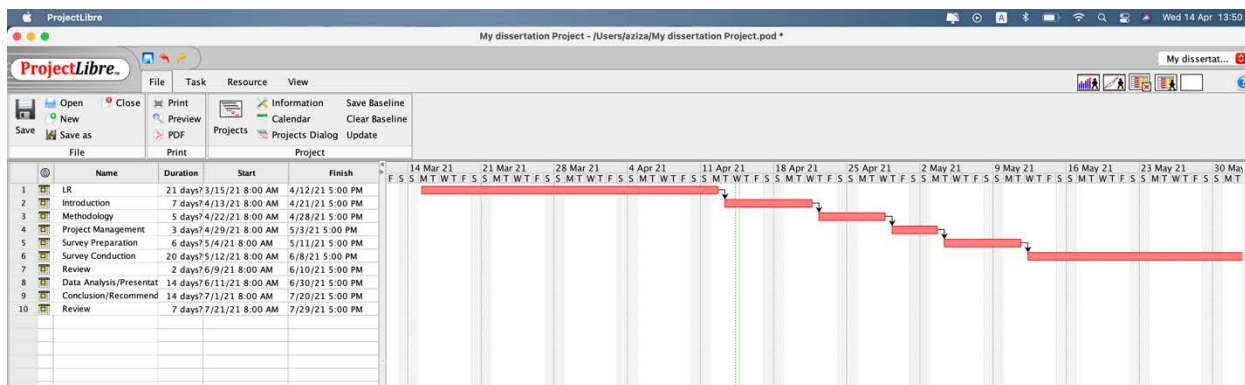 ProjectLibre
A
Wed 14 Apr 13:50
My dissertation Project - /Users/aziza/My dissertation Project.pod *
ProjectLibre™
My dissertat...
File Task Resource View
Open Close Print Information Save Baseline
New Preview Calendar Clear Baseline
Save Save as PDF Projects Projects Dialog Update
File Print Project
Name Duration Start Finish
14 Mar 21 21 Mar 21 28 Mar 21 4 Apr 21 11 Apr 21 18 Apr 21 25 Apr 21 2 May 21 9 May 21 16 May 21 23 May 21 30 May
F S S M T W T F S S M T W T F S S M T W T F S S M T W T F S S M T W T F S S M T W T F S S M T W T F S S M T W T F S S M T W T F S S M T W T F S S M T W T F S S M T W T F S S M T
1 LR 21 days? 3/15/21 8:00 AM 4/12/21 5:00 PM
2 Introduction 7 days? 4/13/21 8:00 AM 4/21/21 5:00 PM
3 Methodology 5 days? 4/22/21 8:00 AM 4/28/21 5:00 PM
4 Project Management 3 days? 4/29/21 8:00 AM 5/3/21 5:00 PM
5 Survey Preparation 6 days? 5/4/21 8:00 AM 5/11/21 5:00 PM
6 Survey Conduction 20 days? 5/12/21 8:00 AM 6/8/21 5:00 PM
7 Review 2 days? 6/9/21 8:00 AM 6/10/21 5:00 PM
8 Data Analysis/Presentat 14 days? 6/11/21 8:00 AM 6/30/21 5:00 PM
9 Conclusion/Recommend 14 days? 7/1/21 8:00 AM 7/20/21 5:00 PM
10 Review 7 days? 7/21/21 8:00 AM 7/29/21 5:00 PM